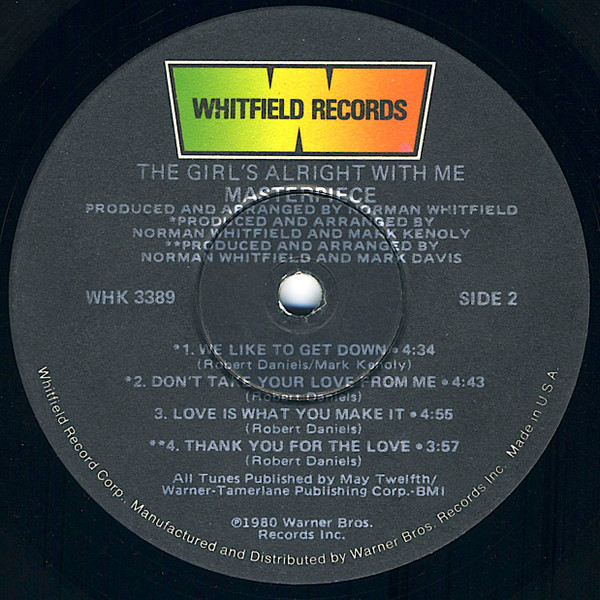 WHITFIELD RECORDS
THE GIRL'S ALRIGHT WITH ME
MASTERPIECE
PRODUCED AND ARRANGED BY NORMAN WHITFIELD
*PRODUCED AND ARRANGED BY
NORMAN WHITFIELD AND MARK KENOLY
**PRODUCED AND ARRANGED BY
NORMAN WHITFIELD AND MARK DAVIS
WHK 3389
SIDE 2
*1. WE LIKE TO GET DOWN • 4:34
(Robert Daniels/Mark Kenoly)
*2. DON'T TAKE YOUR LOVE FROM ME • 4:43
(Robert Daniels)
3. LOVE IS WHAT YOU MAKE IT • 4:55
(Robert Daniels)
**4. THANK YOU FOR THE LOVE • 3:57
(Robert Daniels)
All Tunes Published by May Twelfth/
Warner-Tamerlane Publishing Corp.-BMI
℗1980 Warner Bros.
Records Inc.
Whitfield Record Corp., Manufactured and Distributed by Warner Bros. Records Inc. Made in U.S.A.